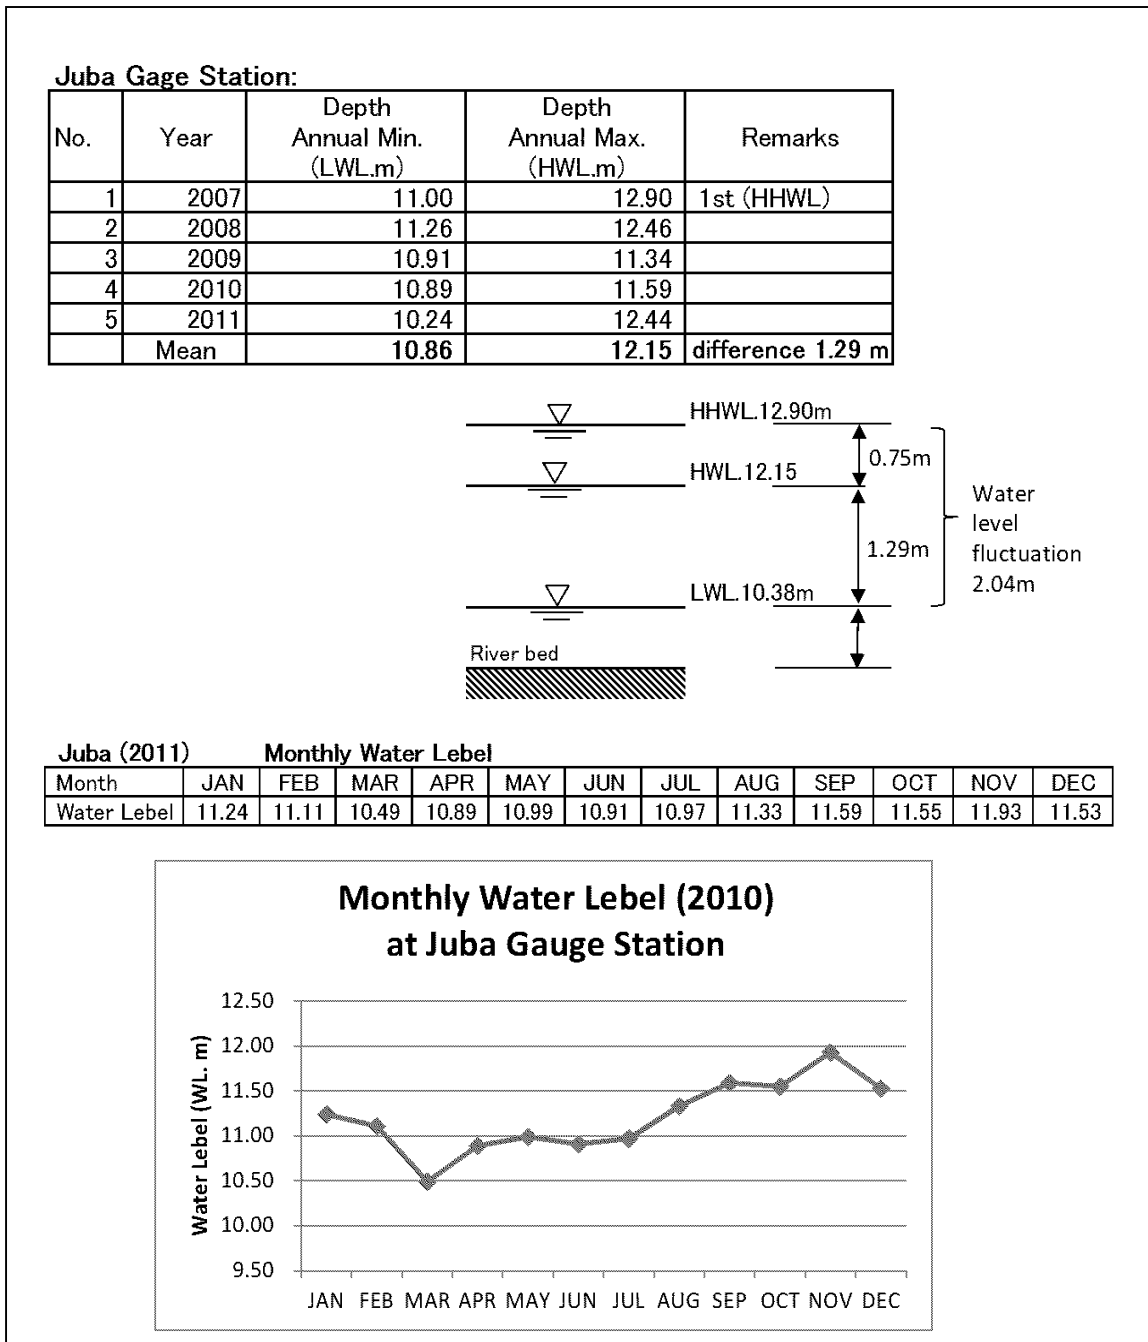 Juba Gage Station:
No. Year Depth Annual Min. (LWL.m) Depth Annual Max. (HWL.m) Remarks
1 2007 11.00 12.90 1st (HHWL)
2 2008 11.26 12.46
3 2009 10.91 11.34
4 2010 10.89 11.59
5 2011 10.24 12.44
Mean 10.86 12.15 difference 1.29 m
HHWL.12.90m
0.75m
HWL.12.15
Water
level
fluctuation
2.04m
1.29m
LWL.10.38m
River bed
Juba (2011) Monthly Water Lebel
Month JAN FEB MAR APR MAY JUN JUL AUG SEP OCT NOV DEC
Water Lebel 11.24 11.11 10.49 10.89 10.99 10.91 10.97 11.33 11.59 11.55 11.93 11.53
Monthly Water Lebel (2010)
at Juba Gauge Station
Water Lebel (WL. m)
12.50
12.00
11.50
11.00
10.50
10.00
9.50
JAN FEB MAR APR MAY JUN JUL AUG SEP OCT NOV DEC